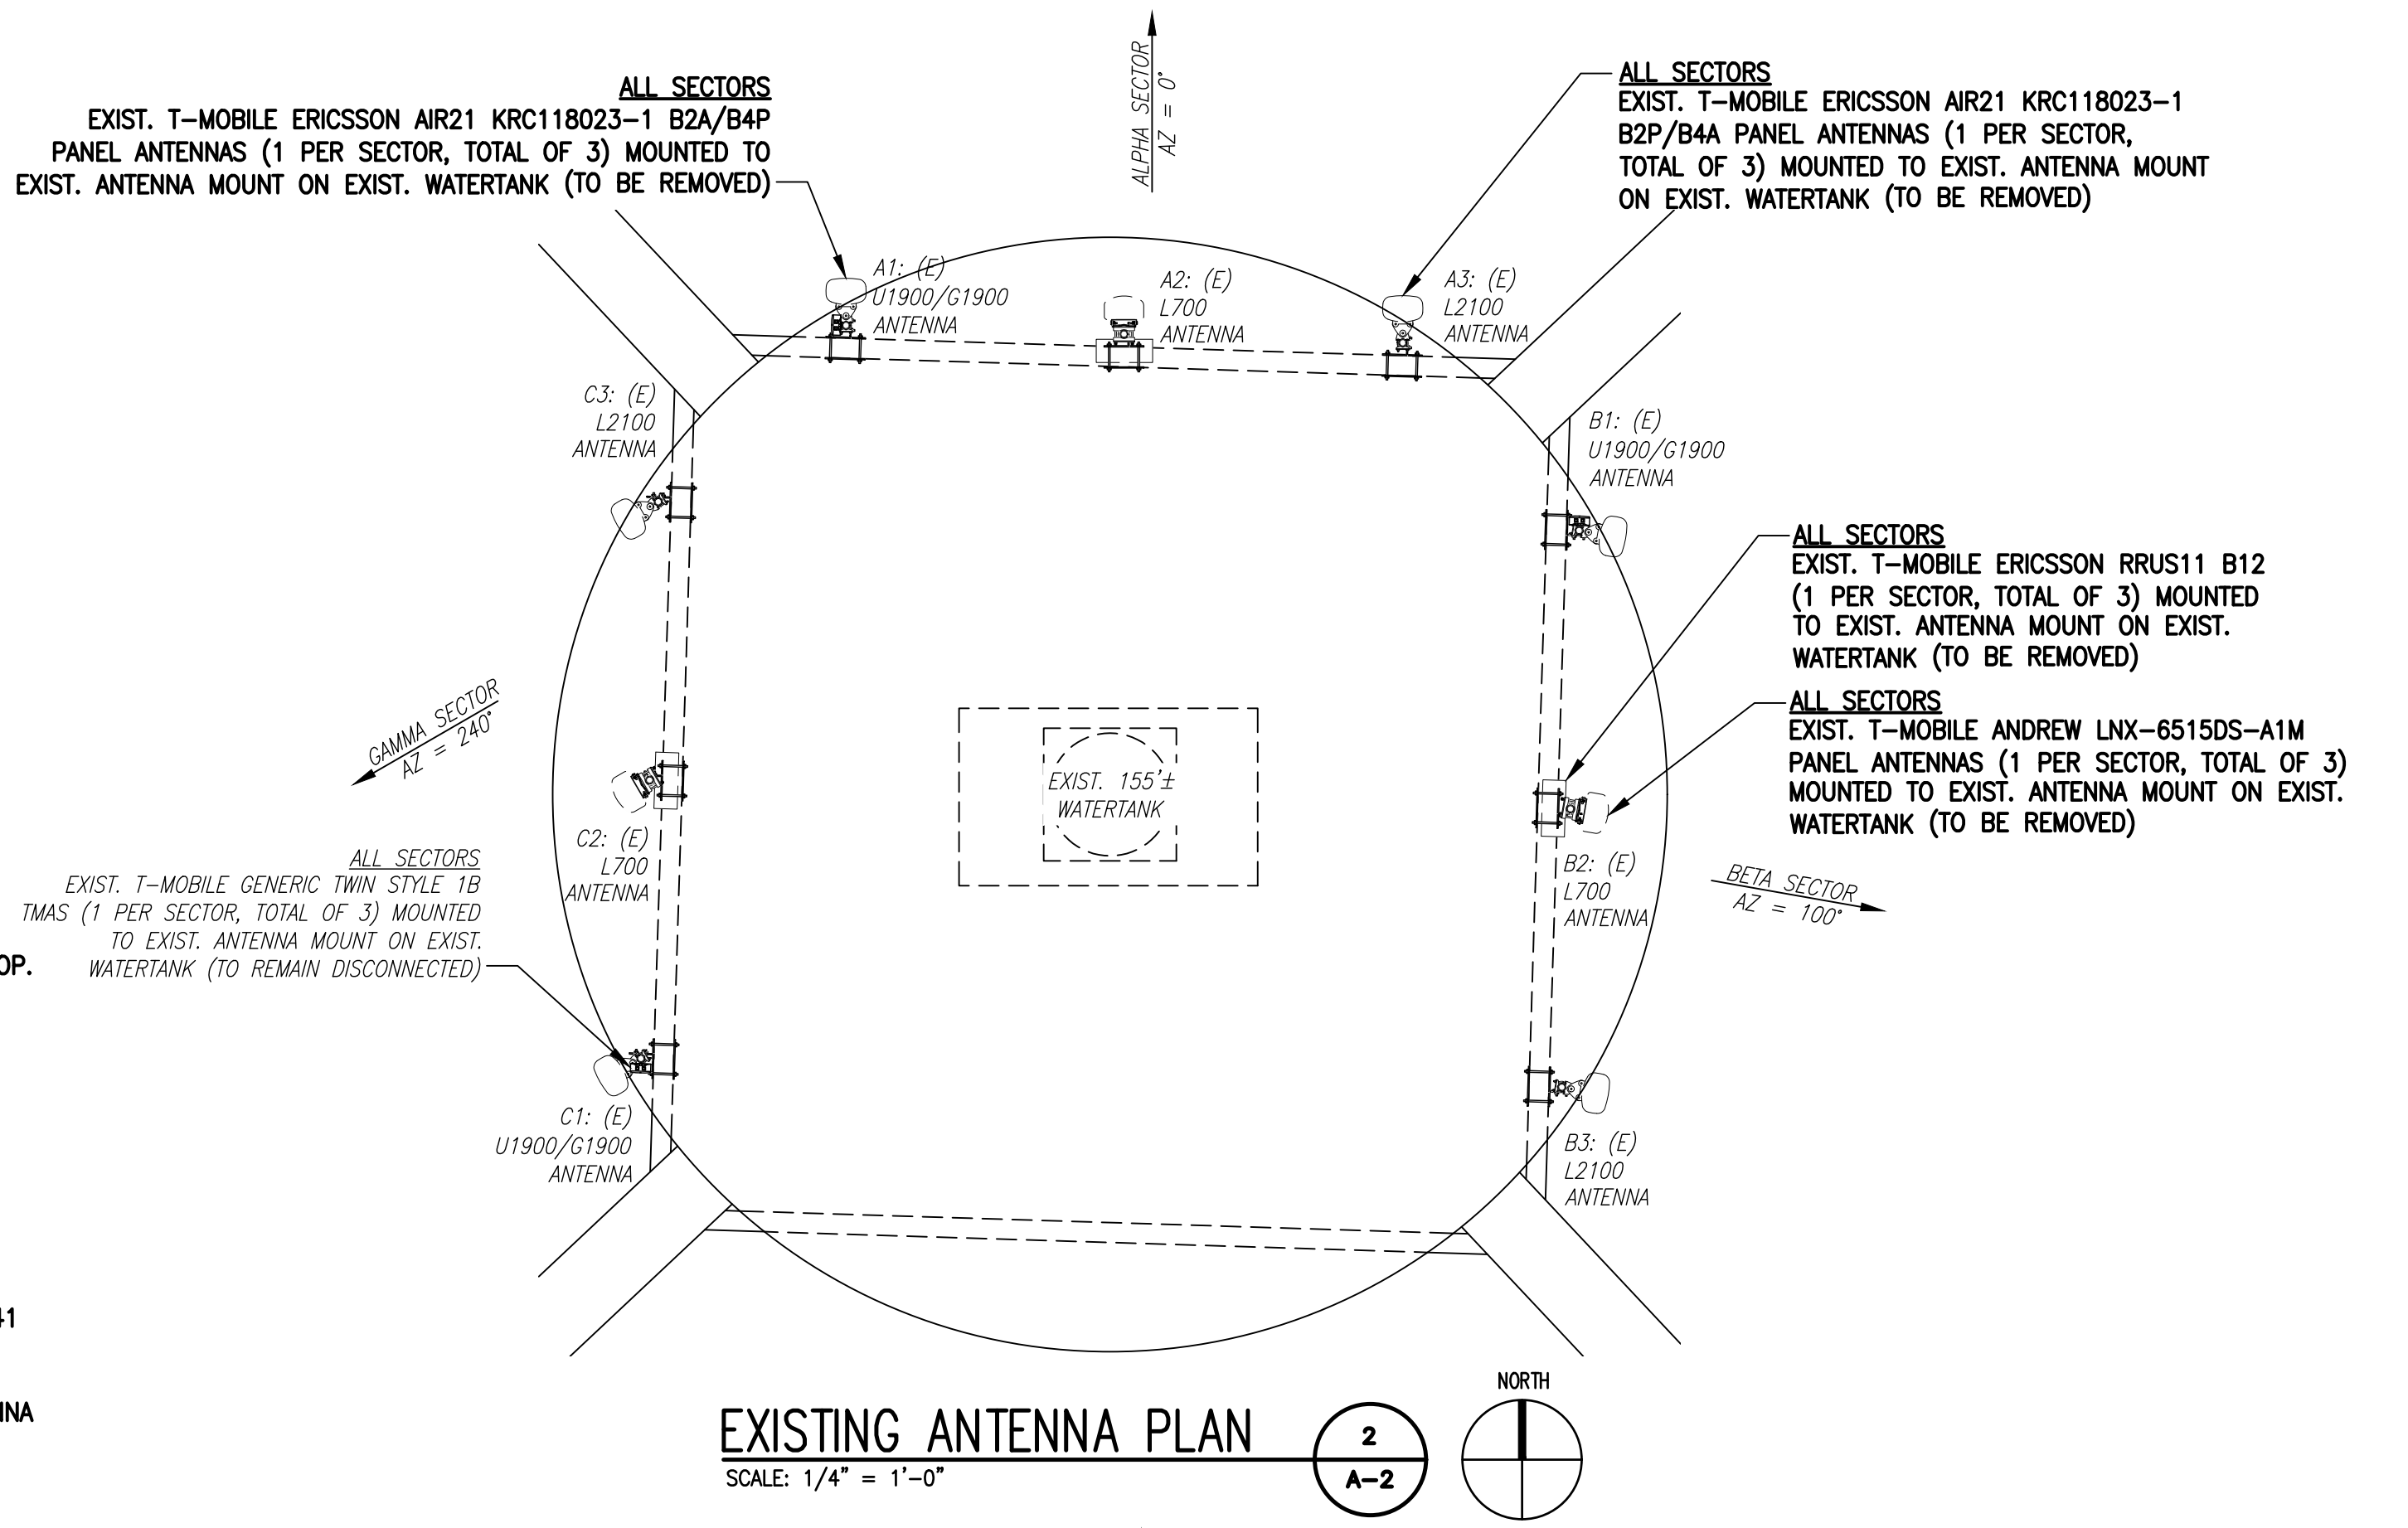 ALL SECTORS
EXIST. T-MOBILE ERICSSON AIR21 KRC118023-1 B2A/B4P
PANEL ANTENNAS (1 PER SECTOR, TOTAL OF 3) MOUNTED TO
EXIST. ANTENNA MOUNT ON EXIST. WATERTANK (TO BE REMOVED)
ALPHA SECTOR
AZ = 0°
ALL SECTORS
EXIST. T-MOBILE ERICSSON AIR21 KRC118023-1
B2P/B4A PANEL ANTENNAS (1 PER SECTOR,
TOTAL OF 3) MOUNTED TO EXIST. ANTENNA MOUNT
ON EXIST. WATERTANK (TO BE REMOVED)
A1: (E)
U1900/G1900
ANTENNA
A2: (E)
L700
ANTENNA
A3: (E)
L2100
ANTENNA
C3: (E)
L2100
ANTENNA
B1: (E)
U1900/G1900
ANTENNA
ALL SECTORS
EXIST. T-MOBILE ERICSSON RRUS11 B12
(1 PER SECTOR, TOTAL OF 3) MOUNTED
TO EXIST. ANTENNA MOUNT ON EXIST.
WATERTANK (TO BE REMOVED)
ALL SECTORS
EXIST. T-MOBILE ANDREW LNX-6515DS-A1M
PANEL ANTENNAS (1 PER SECTOR, TOTAL OF 3)
MOUNTED TO EXIST. ANTENNA MOUNT ON EXIST.
WATERTANK (TO BE REMOVED)
GAMMA SECTOR
AZ = 240°
EXIST. 155'±
WATERTANK
C2: (E)
L700
ANTENNA
B2: (E)
L700
ANTENNA
BETA SECTOR
AZ = 100°
ALL SECTORS
EXIST. T-MOBILE GENERIC TWIN STYLE 1B
TMAS (1 PER SECTOR, TOTAL OF 3) MOUNTED
TO EXIST. ANTENNA MOUNT ON EXIST.
WATERTANK (TO REMAIN DISCONNECTED)
OP.
C1: (E)
U1900/G1900
ANTENNA
B3: (E)
L2100
ANTENNA
41
NNA
EXISTING ANTENNA PLAN
SCALE: 1/4" = 1'-0"
2
A-2
NORTH